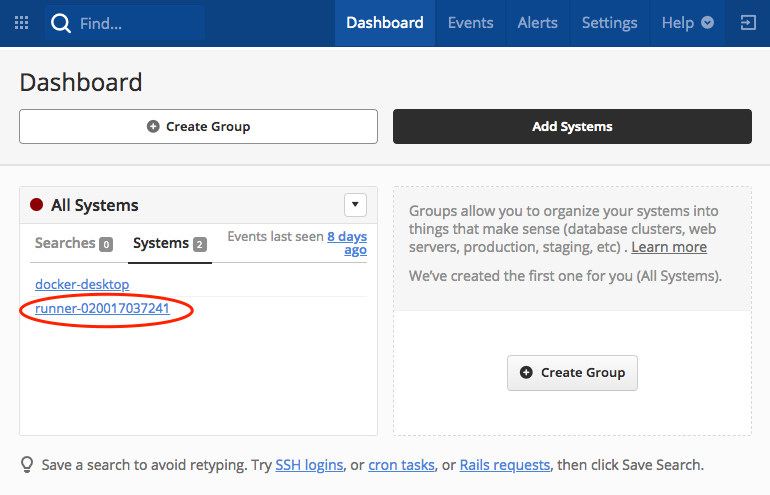 Find... Dashboard Events Alerts Settings Help
Dashboard
Create Group Add Systems
All Systems
Searches 0 Systems 2 Events last seen 8 days
ago
docker-desktop
runner-020017037241
Groups allow you to organize your systems into
things that make sense (database clusters, web
servers, production, staging, etc) . Learn more
We've created the first one for you (All Systems).
Create Group
Save a search to avoid retyping. Try SSH logins, or cron tasks, or Rails requests, then click Save Search.